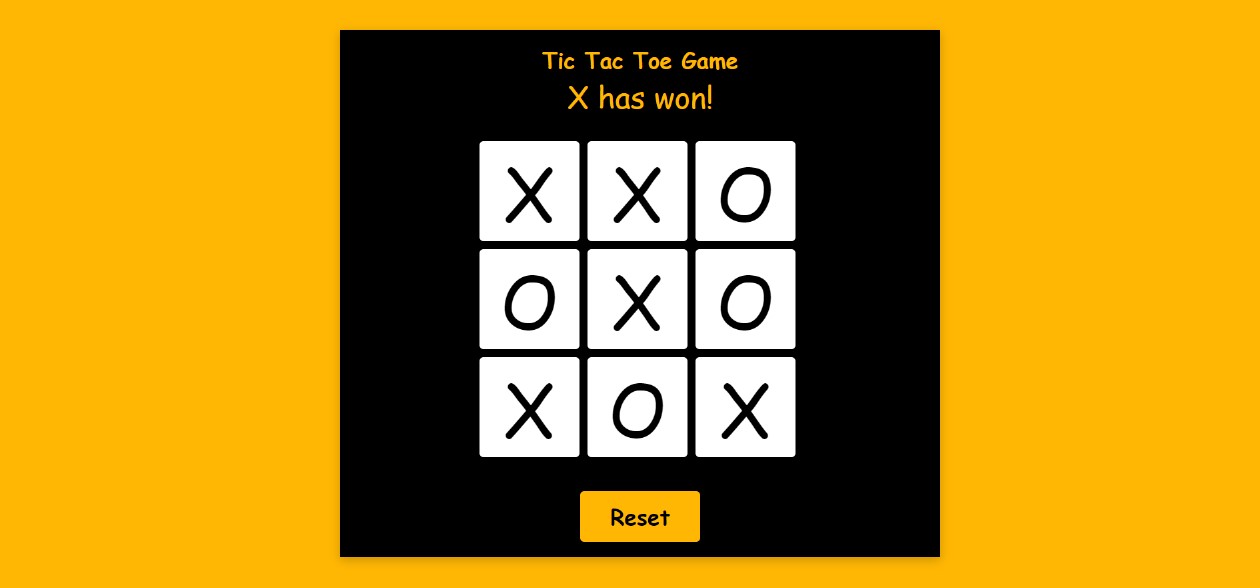 Tic Tac Toe Game
X has won!
X X O
O X O
X O X
Reset